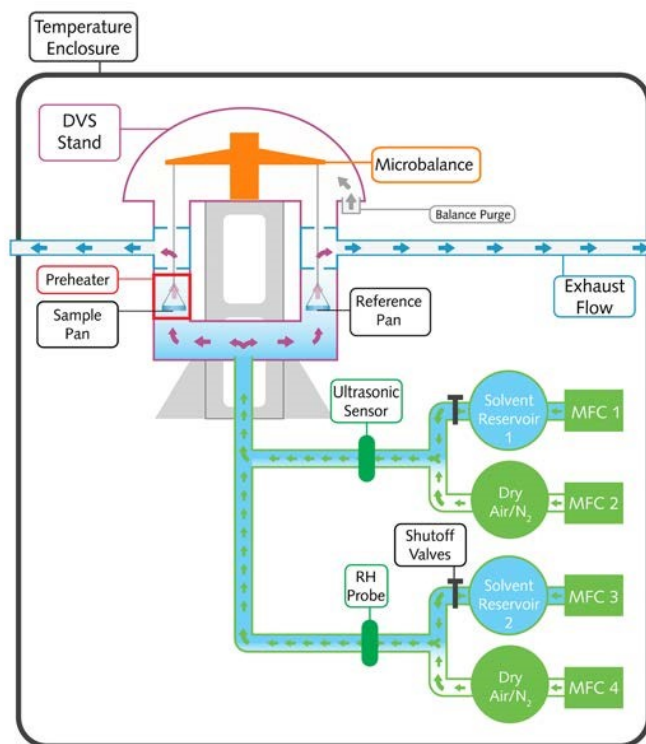 Temperature
Enclosure
DVS
Stand
Microbalance
Balance Purge
Preheater
Sample
Pan
Reference
Pan
Exhaust
Flow
Ultrasonic
Sensor
Solvent
Reservoir
1
MFC 1
Dry
Air/N₂
MFC 2
Shutoff
Valves
RH
Probe
Solvent
Reservoir
2
MFC 3
Dry
Air/N₂
MFC 4